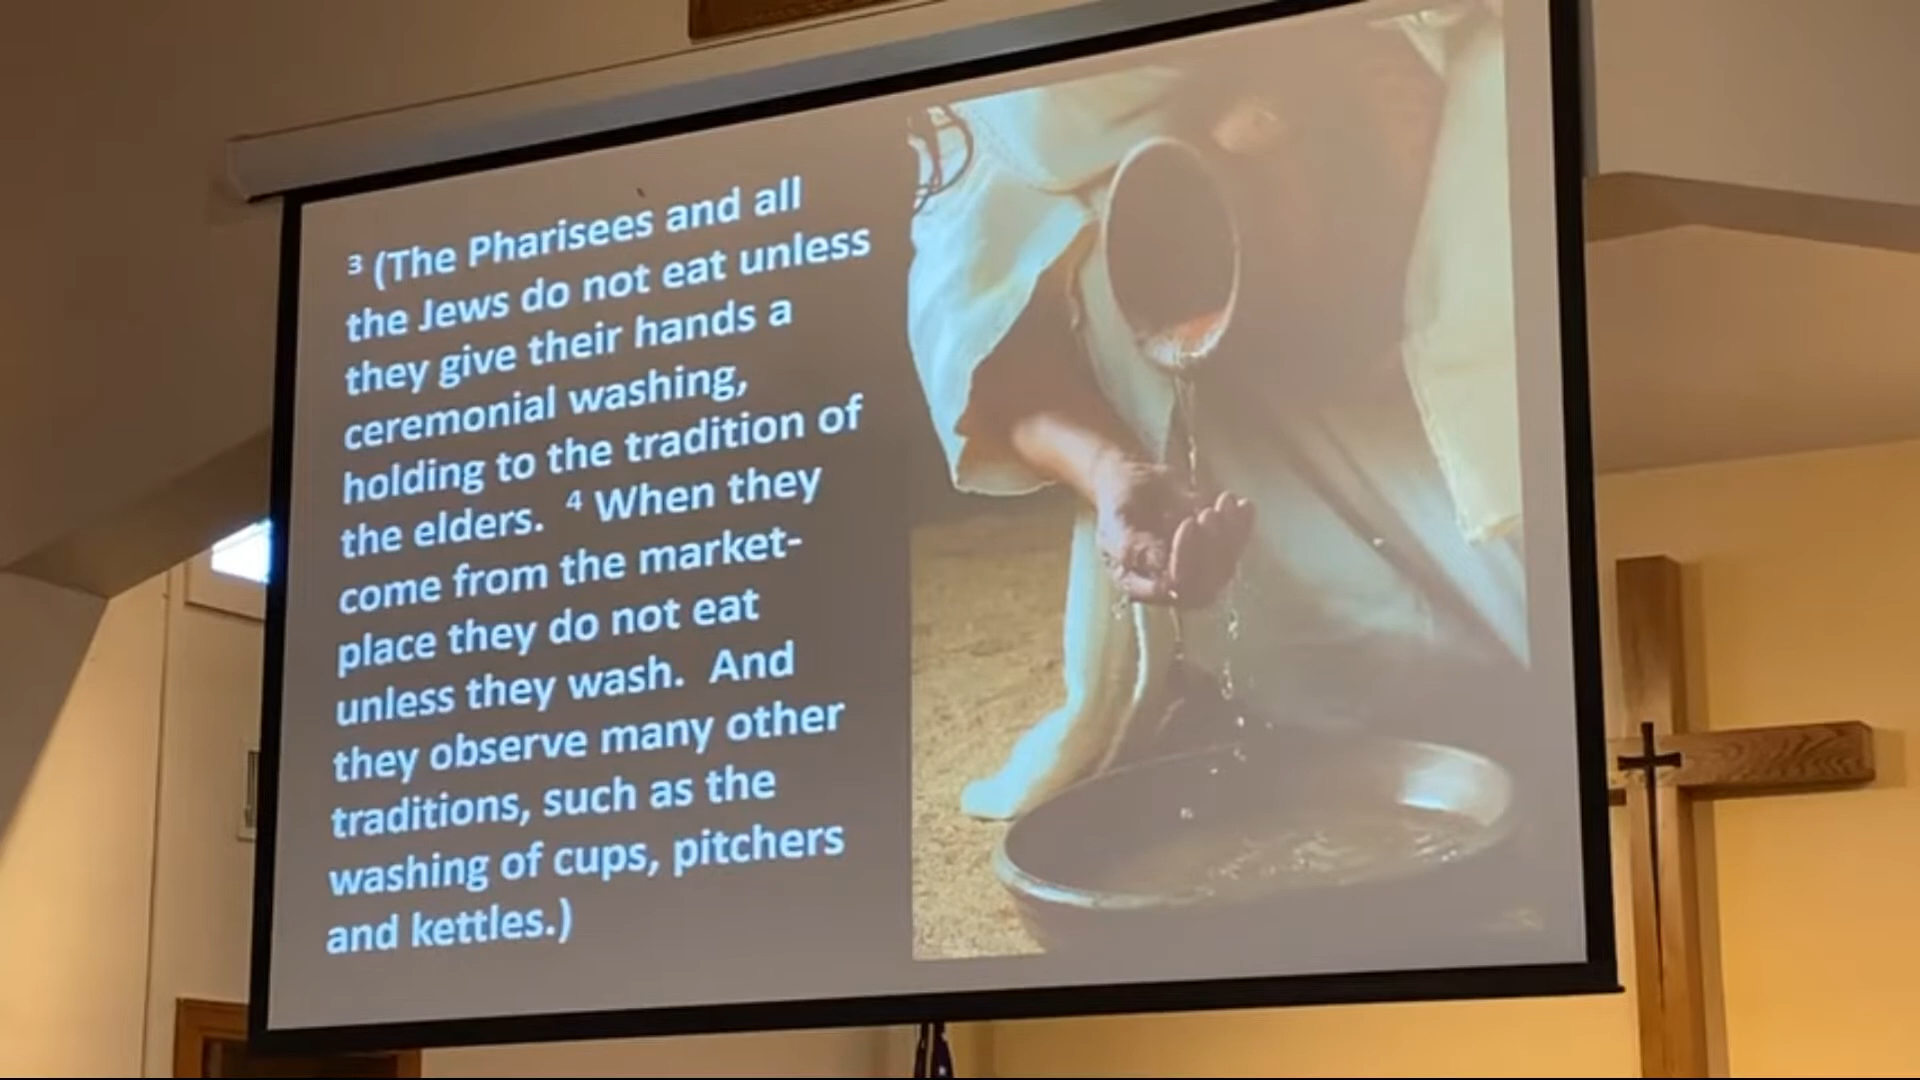 ³ (The Pharisees and all
the Jews do not eat unless
they give their hands a
ceremonial washing,
holding to the tradition of
the elders.  ⁴ When they
come from the market-
place they do not eat
unless they wash.  And
they observe many other
traditions, such as the
washing of cups, pitchers
and kettles.)